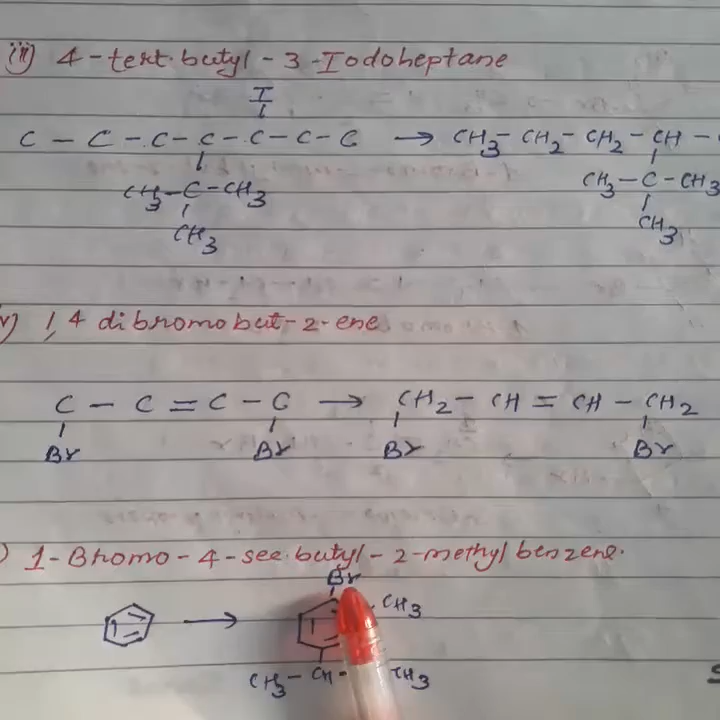 iii) 4-tert.butyl-3-Iodoheptane
I
C - C - C - C - C - C - C → CH3 - CH2 - CH2 - CH -
CH3 - C - CH3 CH3 - C - CH3
CH3 CH3
v) 1,4 dibromobut-2-ene
C - C = C - C → CH2 - CH = CH - CH2
Br Br Br Br
) 1-Bromo-4-sec.butyl-2-methyl benzene.
Br
→ CH3
CH3 - CH - CH3